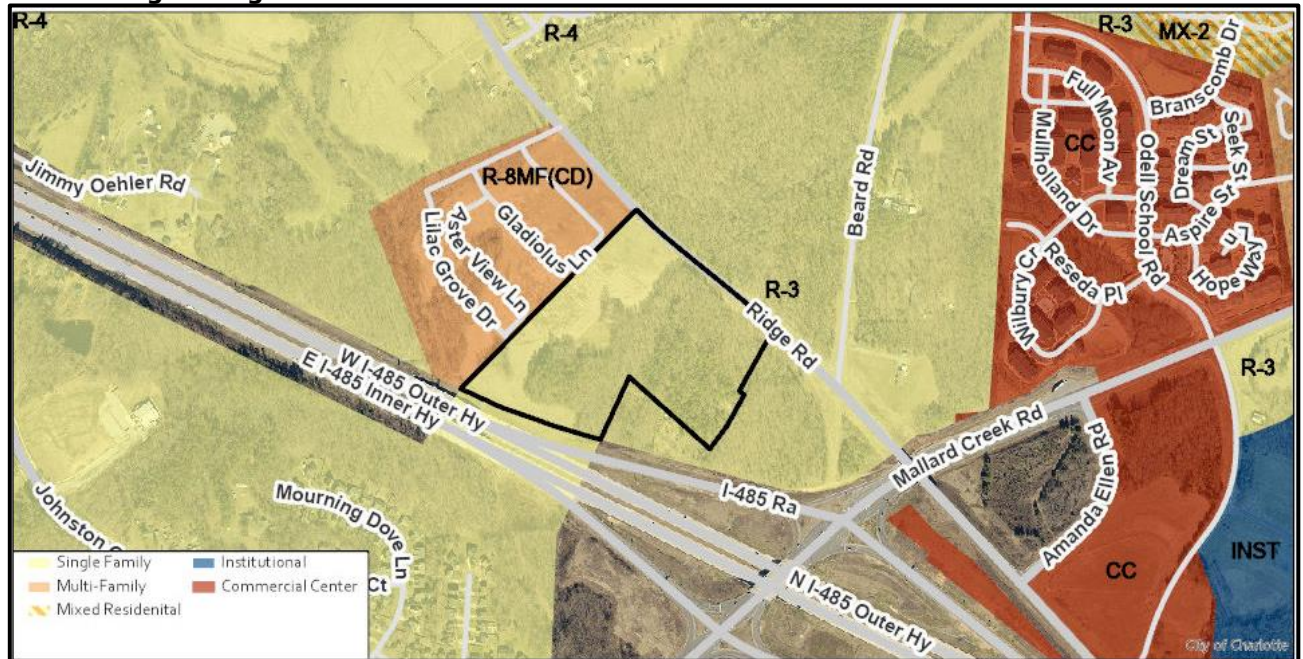 R-4
R-4
R-3
MX-2
Branscomb Dr
Full Moon Av
Seek St
Dream St
Mullholland Dr
CC
Odell School Rd
Beard Rd
Jimmy Oehler Rd
R-8MF(CD)
Gladiolus Ln
Aster View Ln
Lilac Grove Dr
Aspire St
Hope Way Ln
Reseda Pl
Wilbury Cr
R-3
Ridge Rd
W I-485 Outer Hy
E I-485 Inner Hy
R-3
Mallard Creek Rd
I-485 Ra
Amanda Ellen Rd
Mourning Dove Ln
CC
INST
N I-485 Outer Hy
Ct
Single Family
Multi-Family
Mixed Residenital
Institutional
Commercial Center
City of Charlotte